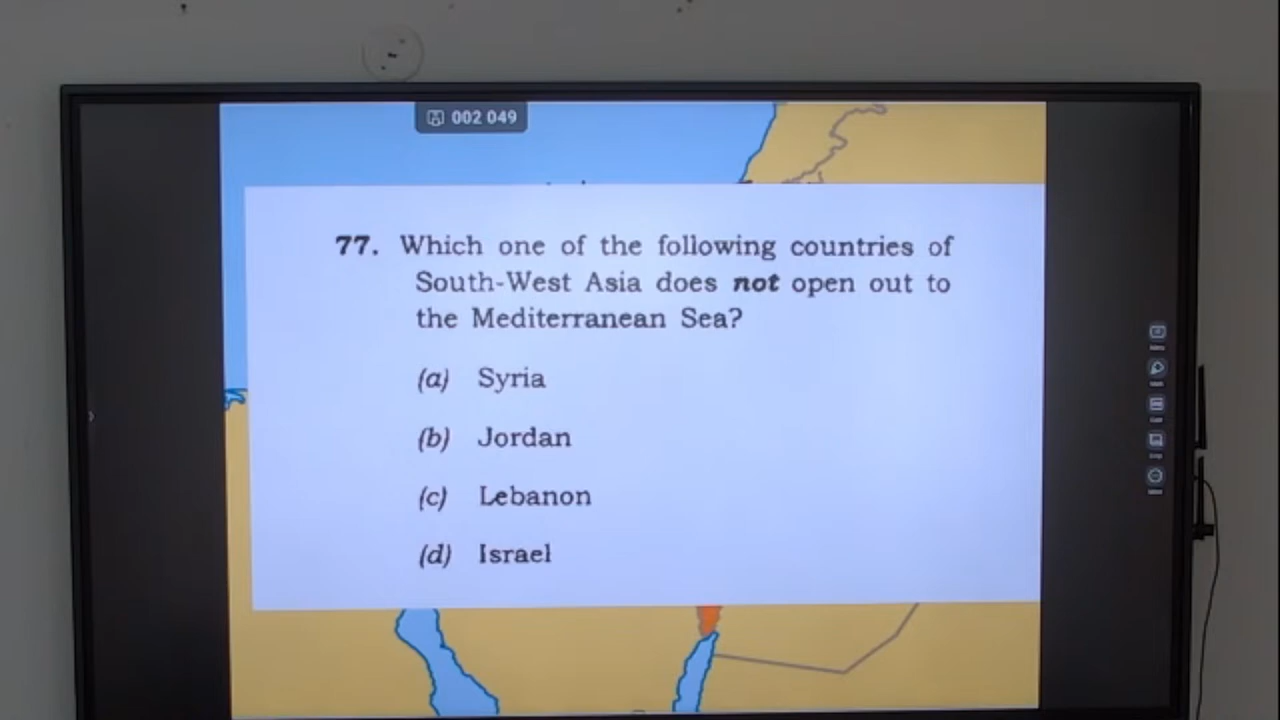 002 049
77. Which one of the following countries of
South-West Asia does not open out to
the Mediterranean Sea?
(a) Syria
(b) Jordan
(c) Lebanon
(d) Israel